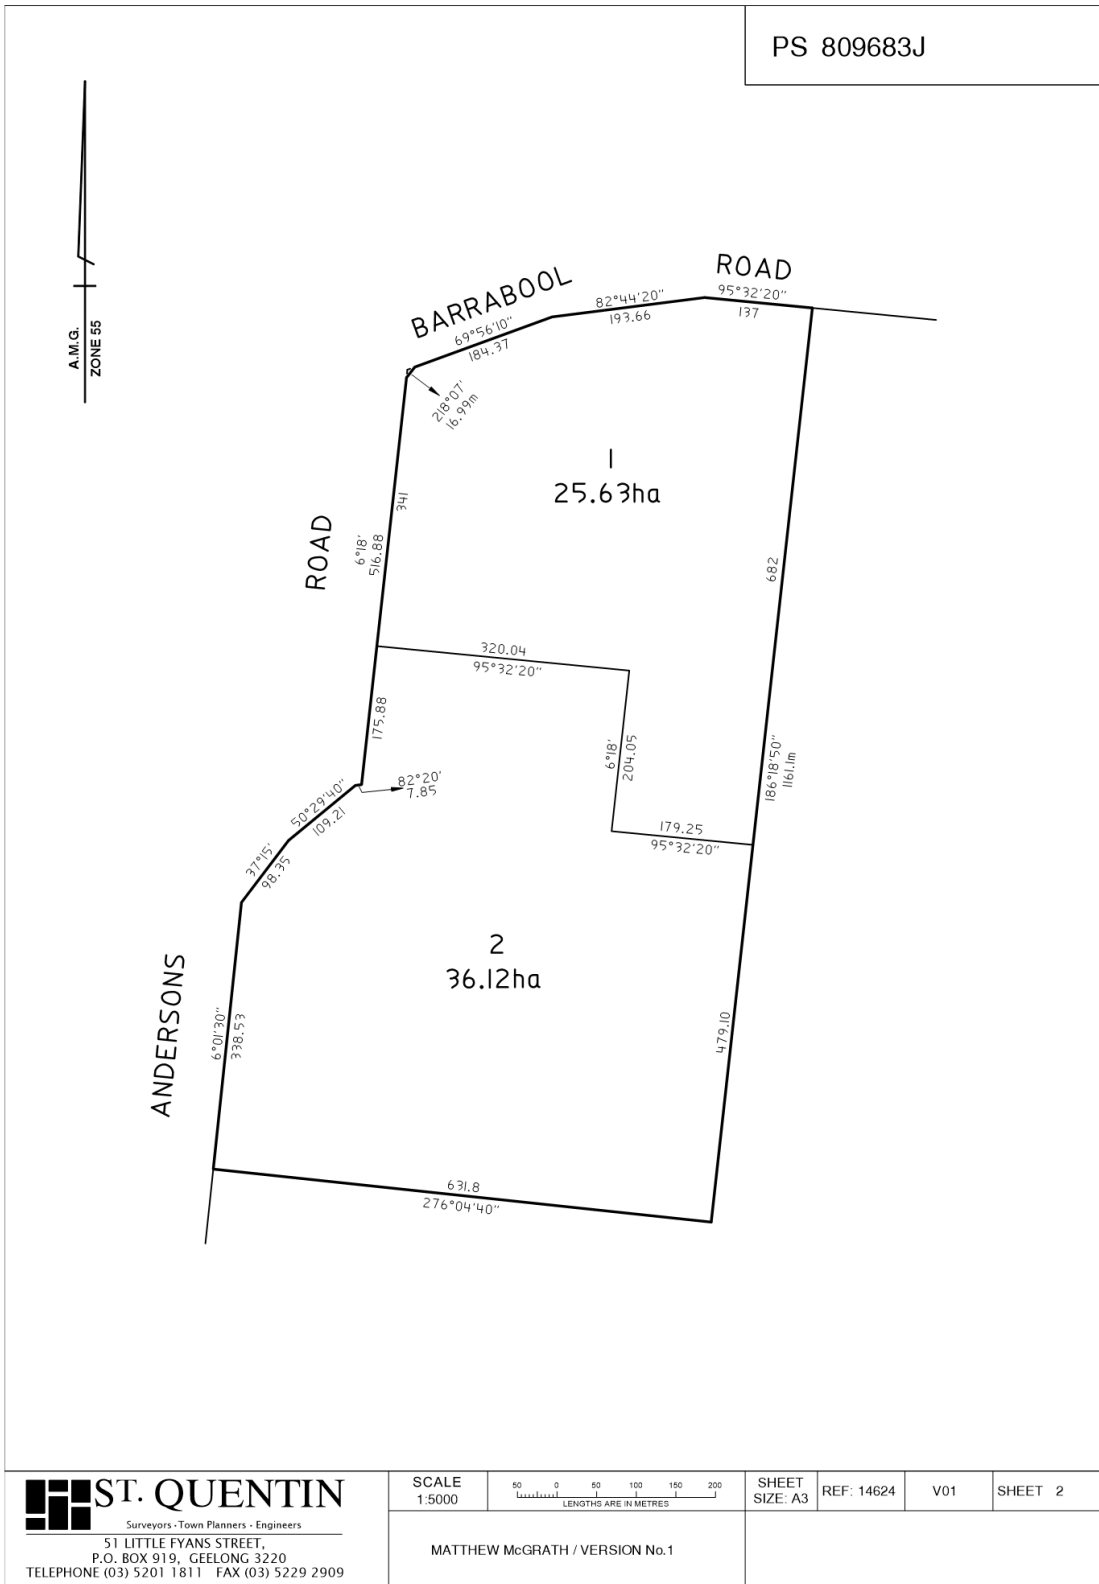 PS 809683J
A.M.G.
ZONE 55
BARRABOOL
ROAD
69°56'10"
184.37
82°44'20"
193.66
95°32'20"
137
218°07'
16.99m
1
25.63ha
341
ROAD
6°18'
516.88
682
320.04
95°32'20"
175.88
6°18'
204.05
186°18'50"
1161.1m
82°20'
7.85
50°29'40"
109.21
179.25
95°32'20"
37°15'
98.35
2
36.12ha
ANDERSONS
6°01'30"
338.53
479.10
631.8
276°04'40"
ST. QUENTIN
Surveyors · Town Planners · Engineers
51 LITTLE FYANS STREET,
P.O. BOX 919, GEELONG 3220
TELEPHONE (03) 5201 1811 FAX (03) 5229 2909
SCALE
1:5000
50 0 50 100 150 200
LENGTHS ARE IN METRES
SHEET
SIZE: A3
REF: 14624
V01
SHEET 2
MATTHEW McGRATH / VERSION No.1